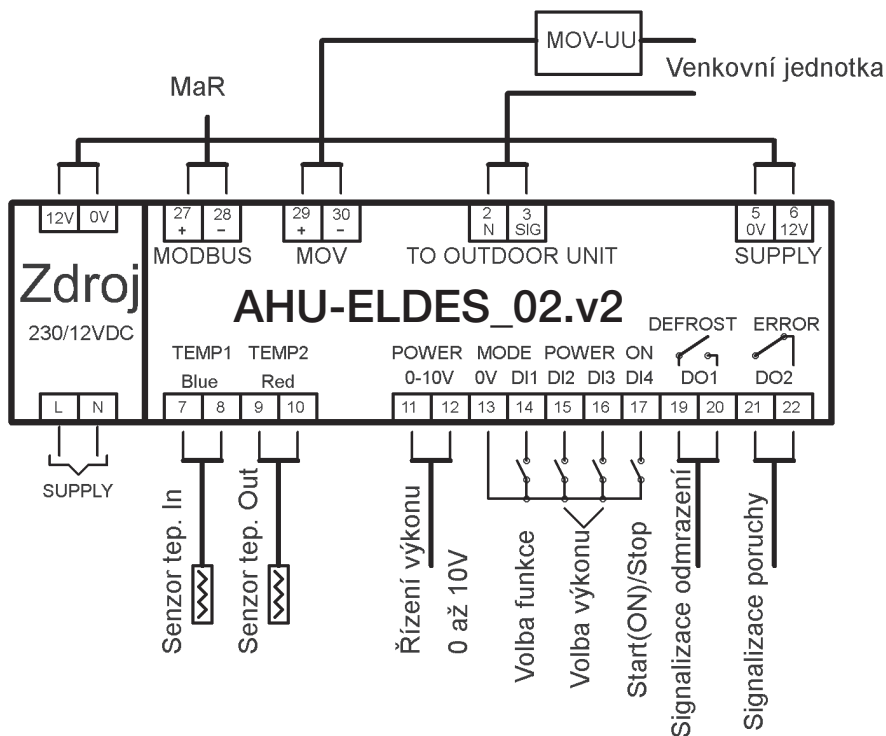 MOV-UU
Venkovní jednotka
MaR
12V 0V
27 28
+ –
MODBUS
29 30
+ –
MOV
2 3
N SIG
TO OUTDOOR UNIT
5 6
0V 12V
SUPPLY
Zdroj
230/12VDC
AHU-ELDES_02.v2
DEFROST ERROR
TEMP1 TEMP2
Blue Red
POWER MODE POWER ON
0-10V 0V DI1 DI2 DI3 DI4 DO1 DO2
L N
7 8 9 10 11 12 13 14 15 16 17 19 20 21 22
SUPPLY
Senzor tep. In
Senzor tep. Out
Řízení výkonu
0 až 10V
Volba funkce
Volba výkonu
Start(ON)/Stop
Signalizace odmrazení
Signalizace poruchy